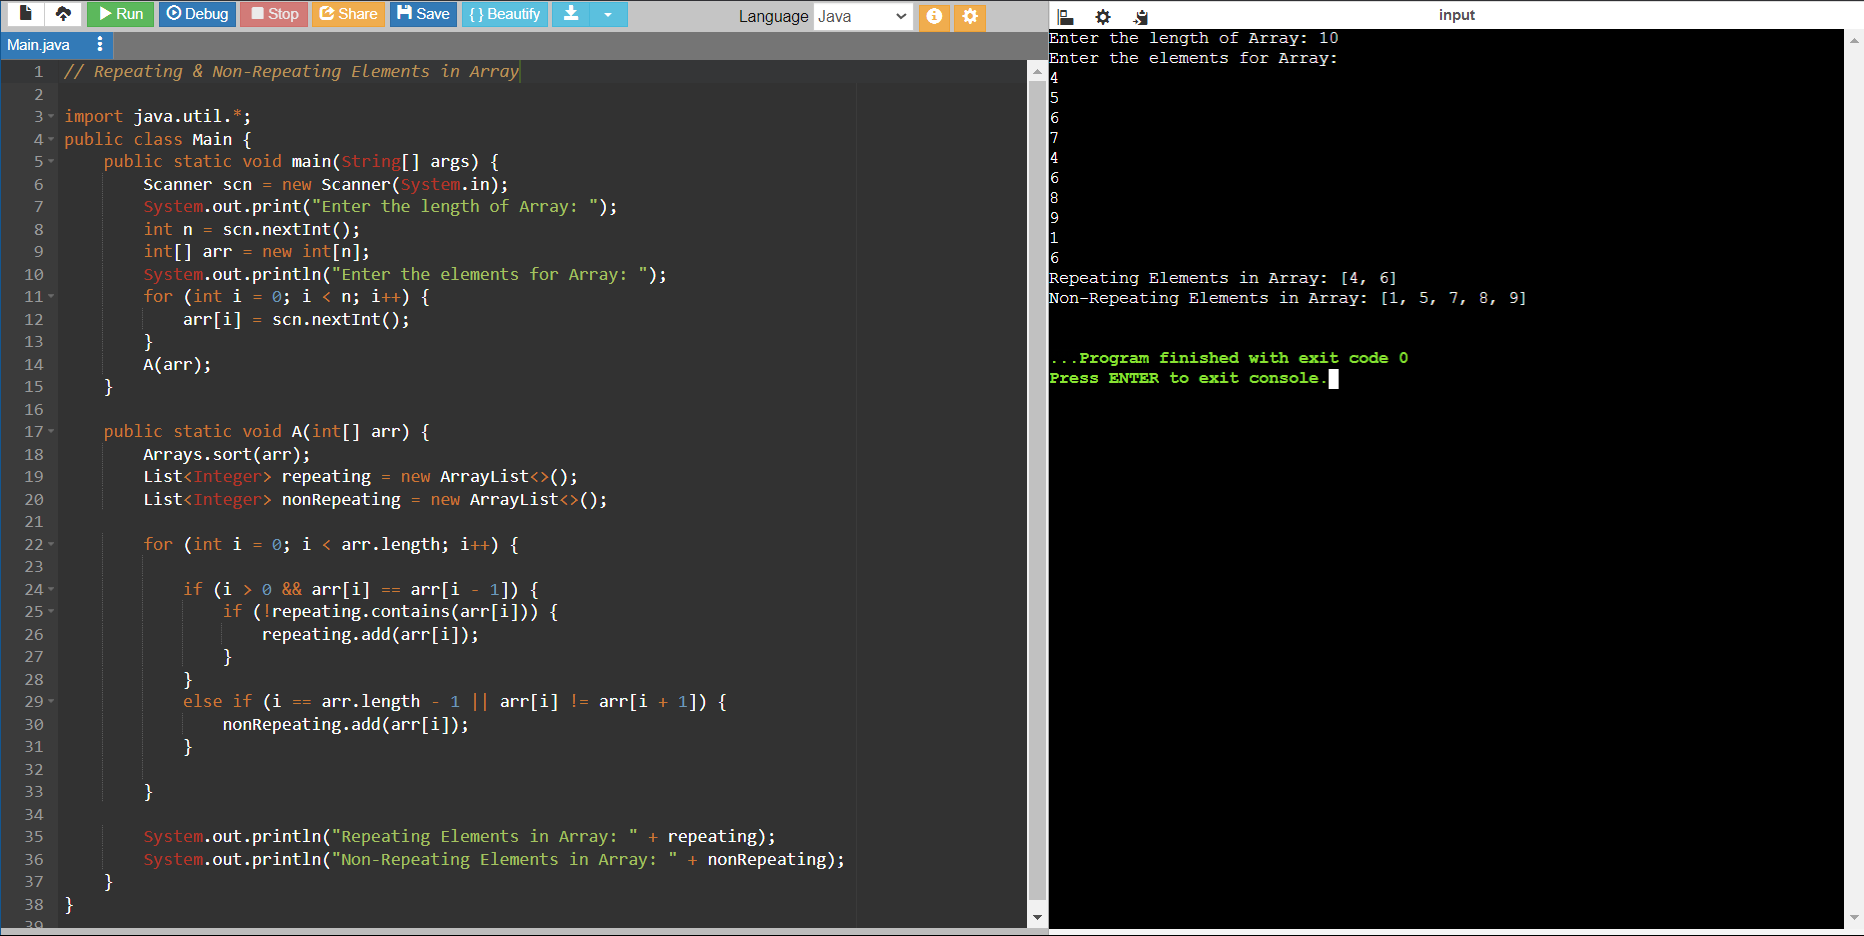 Run Debug Stop Share Save { } Beautify
Language Java
Main.java
1 // Repeating & Non-Repeating Elements in Array
2
3 import java.util.*;
4 public class Main {
5     public static void main(String[] args) {
6         Scanner scn = new Scanner(System.in);
7         System.out.print("Enter the length of Array: ");
8         int n = scn.nextInt();
9         int[] arr = new int[n];
10         System.out.println("Enter the elements for Array: ");
11         for (int i = 0; i < n; i++) {
12             arr[i] = scn.nextInt();
13         }
14         A(arr);
15     }
16
17     public static void A(int[] arr) {
18         Arrays.sort(arr);
19         List<Integer> repeating = new ArrayList<>();
20         List<Integer> nonRepeating = new ArrayList<>();
21
22         for (int i = 0; i < arr.length; i++) {
23
24             if (i > 0 && arr[i] == arr[i - 1]) {
25                 if (!repeating.contains(arr[i])) {
26                     repeating.add(arr[i]);
27                 }
28             }
29             else if (i == arr.length - 1 || arr[i] != arr[i + 1]) {
30                 nonRepeating.add(arr[i]);
31             }
32
33         }
34
35         System.out.println("Repeating Elements in Array: " + repeating);
36         System.out.println("Non-Repeating Elements in Array: " + nonRepeating);
37     }
38 }
39
input
Enter the length of Array: 10
Enter the elements for Array:
4
5
6
7
4
6
8
9
1
6
Repeating Elements in Array: [4, 6]
Non-Repeating Elements in Array: [1, 5, 7, 8, 9]
...Program finished with exit code 0
Press ENTER to exit console.